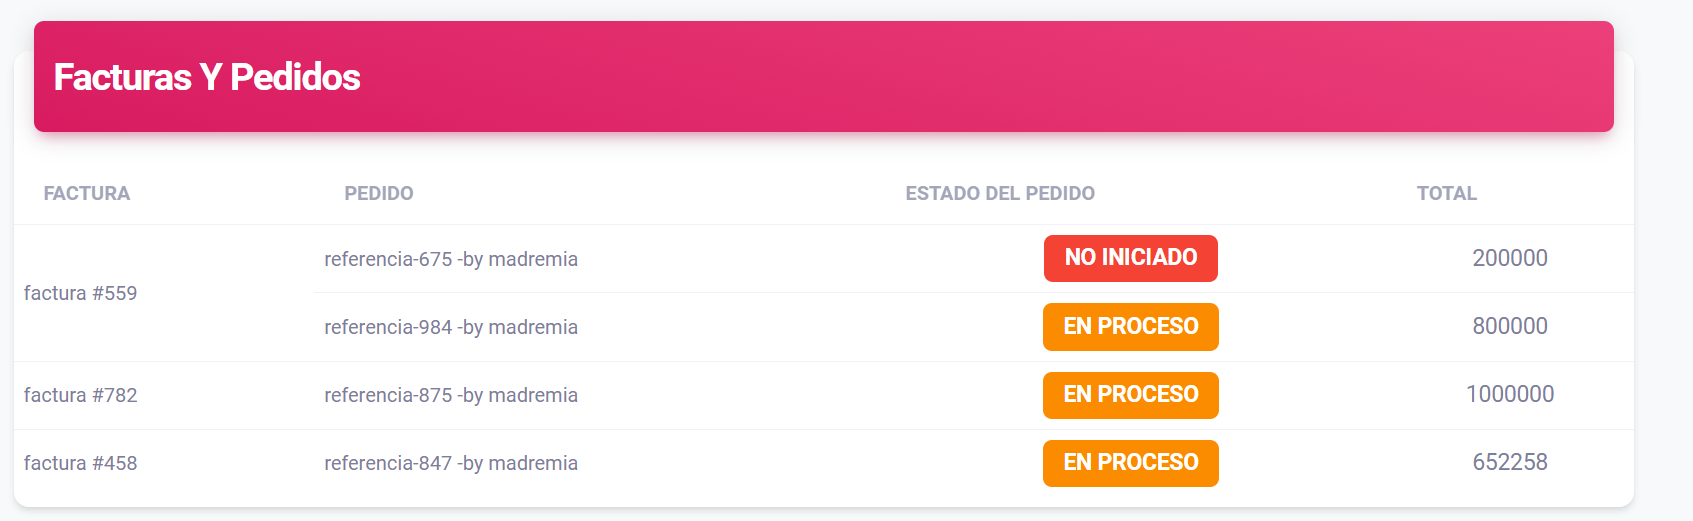 Facturas Y Pedidos
FACTURA PEDIDO ESTADO DEL PEDIDO TOTAL
factura #559
referencia-675 -by madremia NO INICIADO 200000
referencia-984 -by madremia EN PROCESO 800000
factura #782 referencia-875 -by madremia EN PROCESO 1000000
factura #458 referencia-847 -by madremia EN PROCESO 652258